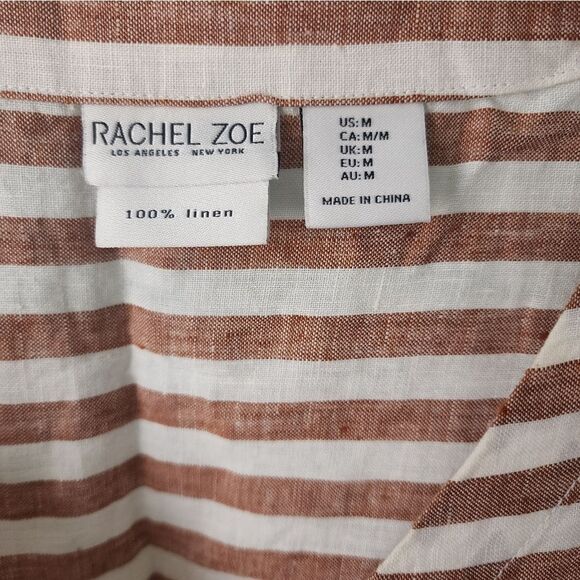 RACHEL ZOE
LOS ANGELES NEW YORK
100% linen
US: M
CA: M/M
UK: M
EU: M
AU: M
MADE IN CHINA